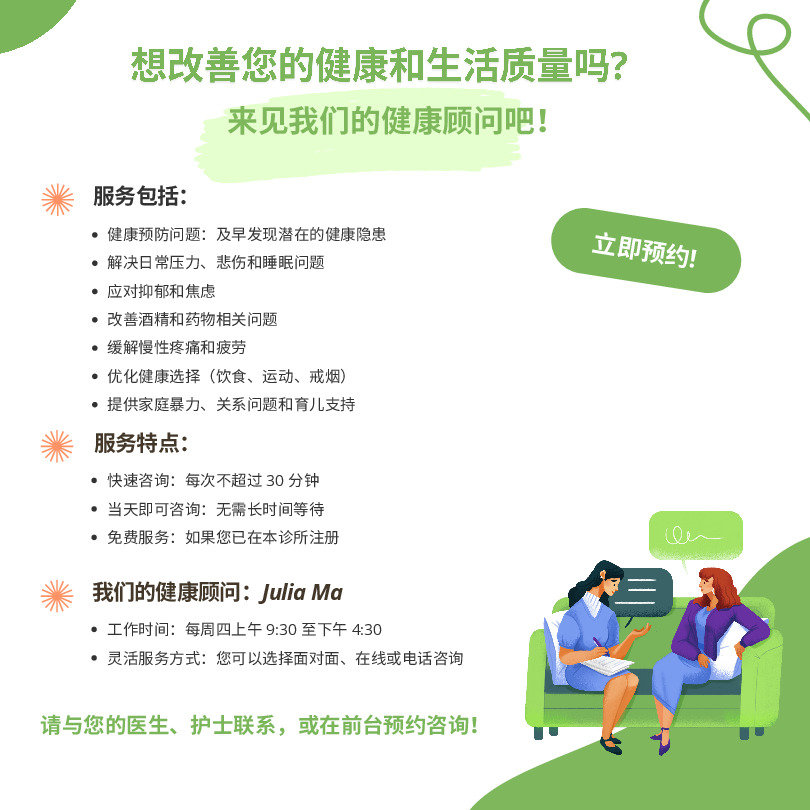 想改善您的健康和生活质量吗?
来见我们的健康顾问吧!
服务包括:
健康预防问题:及早发现潜在的健康隐患
立即预约!
解决日常压力、悲伤和睡眠问题
应对抑郁和焦虑
改善酒精和药物相关问题
缓解慢性疼痛和疲劳
优化健康选择(饮食、运动、戒烟)
提供家庭暴力、关系问题和育儿支持
服务特点:
快速咨询:每次不超过 30 分钟
当天即可咨询:无需长时间等待
免费服务:如果您已在本诊所注册
我们的健康顾问:Julia Ma
工作时间:每周四上午 9:30 至下午 4:30
灵活服务方式:您可以选择面对面、在线或电话咨询
请与您的医生、护士联系,或在前台预约咨询!